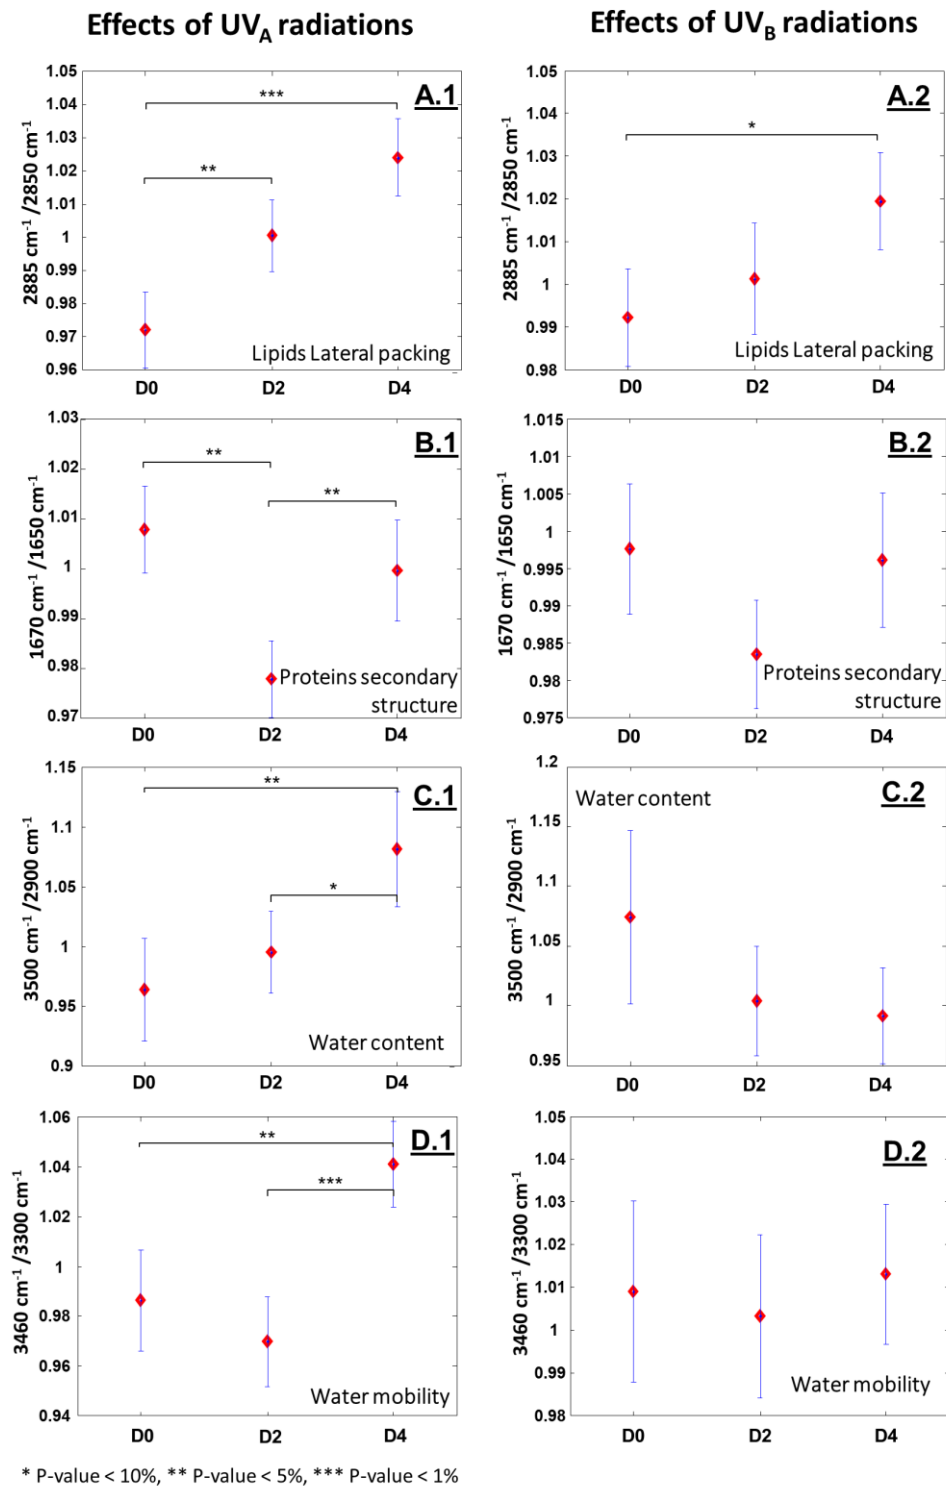 Effects of UVA radiations
Effects of UVB radiations
A.1
1.05
1.04
1.03
1.02
1.01
1
0.99
0.98
0.97
0.96
2885 cm⁻¹ /2850 cm⁻¹
***
**
Lipids Lateral packing
D0 D2 D4
A.2
1.05
1.04
1.03
1.02
1.01
1
0.99
0.98
2885 cm⁻¹ /2850 cm⁻¹
*
Lipids Lateral packing
D0 D2 D4
B.1
1.03
1.02
1.01
1
0.99
0.98
0.97
1670 cm⁻¹ /1650 cm⁻¹
**
**
Proteins secondary
structure
D0 D2 D4
B.2
1.015
1.01
1.005
1
0.995
0.99
0.985
0.98
0.975
1670 cm⁻¹ /1650 cm⁻¹
Proteins secondary
structure
D0 D2 D4
C.1
1.15
1.1
1.05
1
0.95
0.9
3500 cm⁻¹ /2900 cm⁻¹
**
*
Water content
D0 D2 D4
C.2
1.2
1.15
1.1
1.05
1
0.95
3500 cm⁻¹ /2900 cm⁻¹
Water content
D0 D2 D4
D.1
1.06
1.04
1.02
1
0.98
0.96
0.94
3460 cm⁻¹ /3300 cm⁻¹
**
***
Water mobility
D0 D2 D4
D.2
1.05
1.04
1.03
1.02
1.01
1
0.99
0.98
3460 cm⁻¹ /3300 cm⁻¹
Water mobility
D0 D2 D4
* P-value < 10%, ** P-value < 5%, *** P-value < 1%